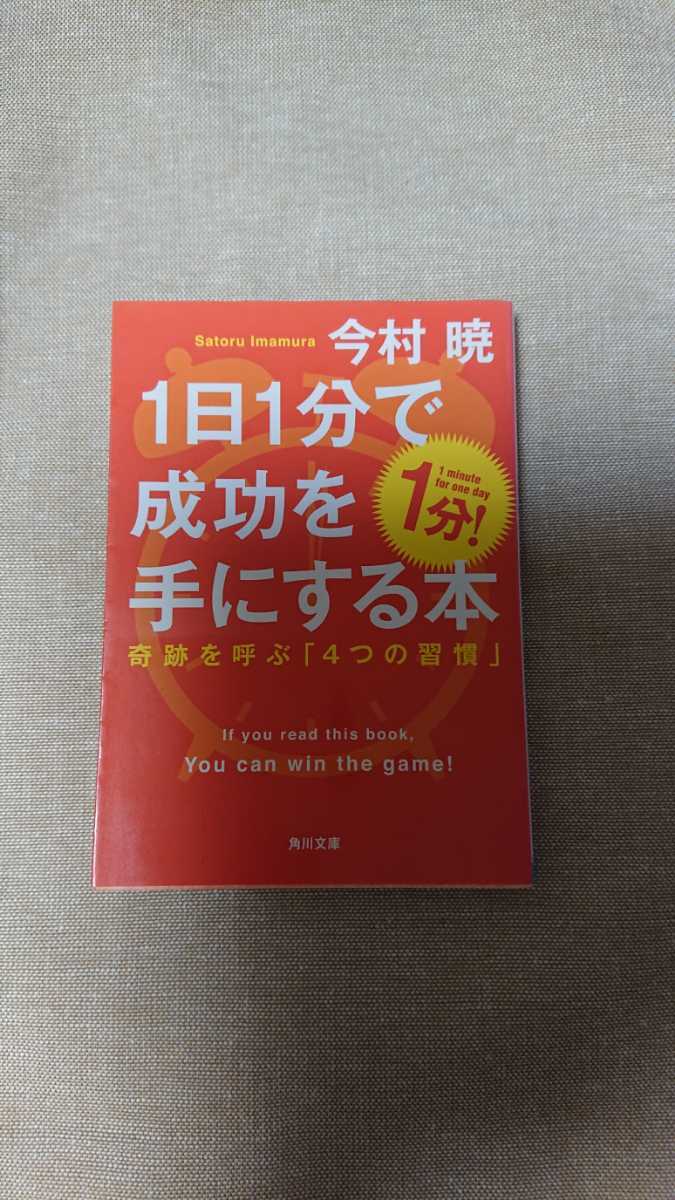 Satoru Imamura 今村 暁
1日1分で
成功を
手にする本
1 minute
for one day
1分!
奇跡を呼ぶ「4つの習慣」
If you read this book,
You can win the game!
角川文庫